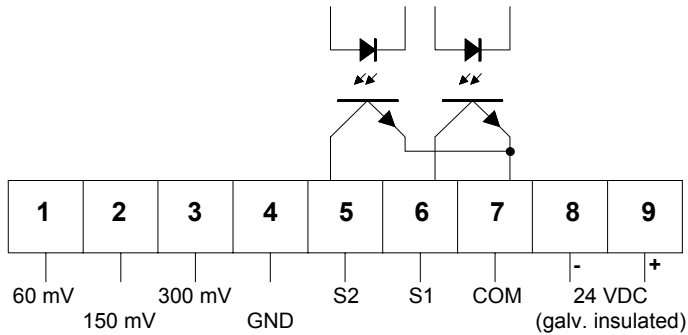 1 2 3 4 5 6 7 8 9
- +
60 mV 300 mV S2 S1 COM 24 VDC
150 mV GND (galv. insulated)